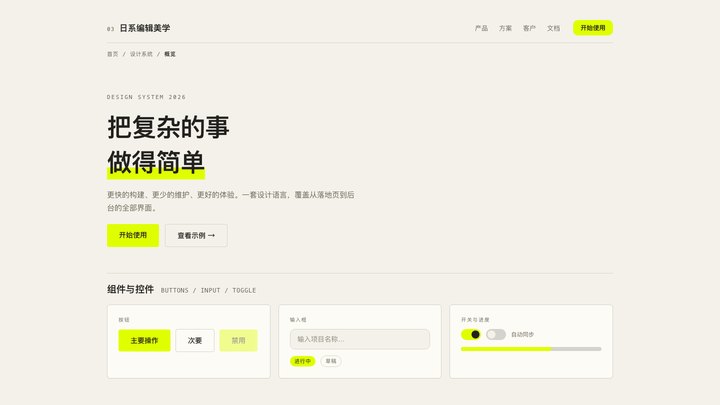 03 日系编辑美学
产品 方案 客户 文档 开始使用
首页 / 设计系统 / 概览
DESIGN SYSTEM 2026
把复杂的事
做得简单
更快的构建、更少的维护、更好的体验。一套设计语言，覆盖从落地页到后
台的全部界面。
开始使用 查看示例 →
组件与控件 BUTTONS / INPUT / TOGGLE
按钮
主要操作 次要 禁用
输入框
输入项目名称…
进行中 草稿
开关与进度
自动同步